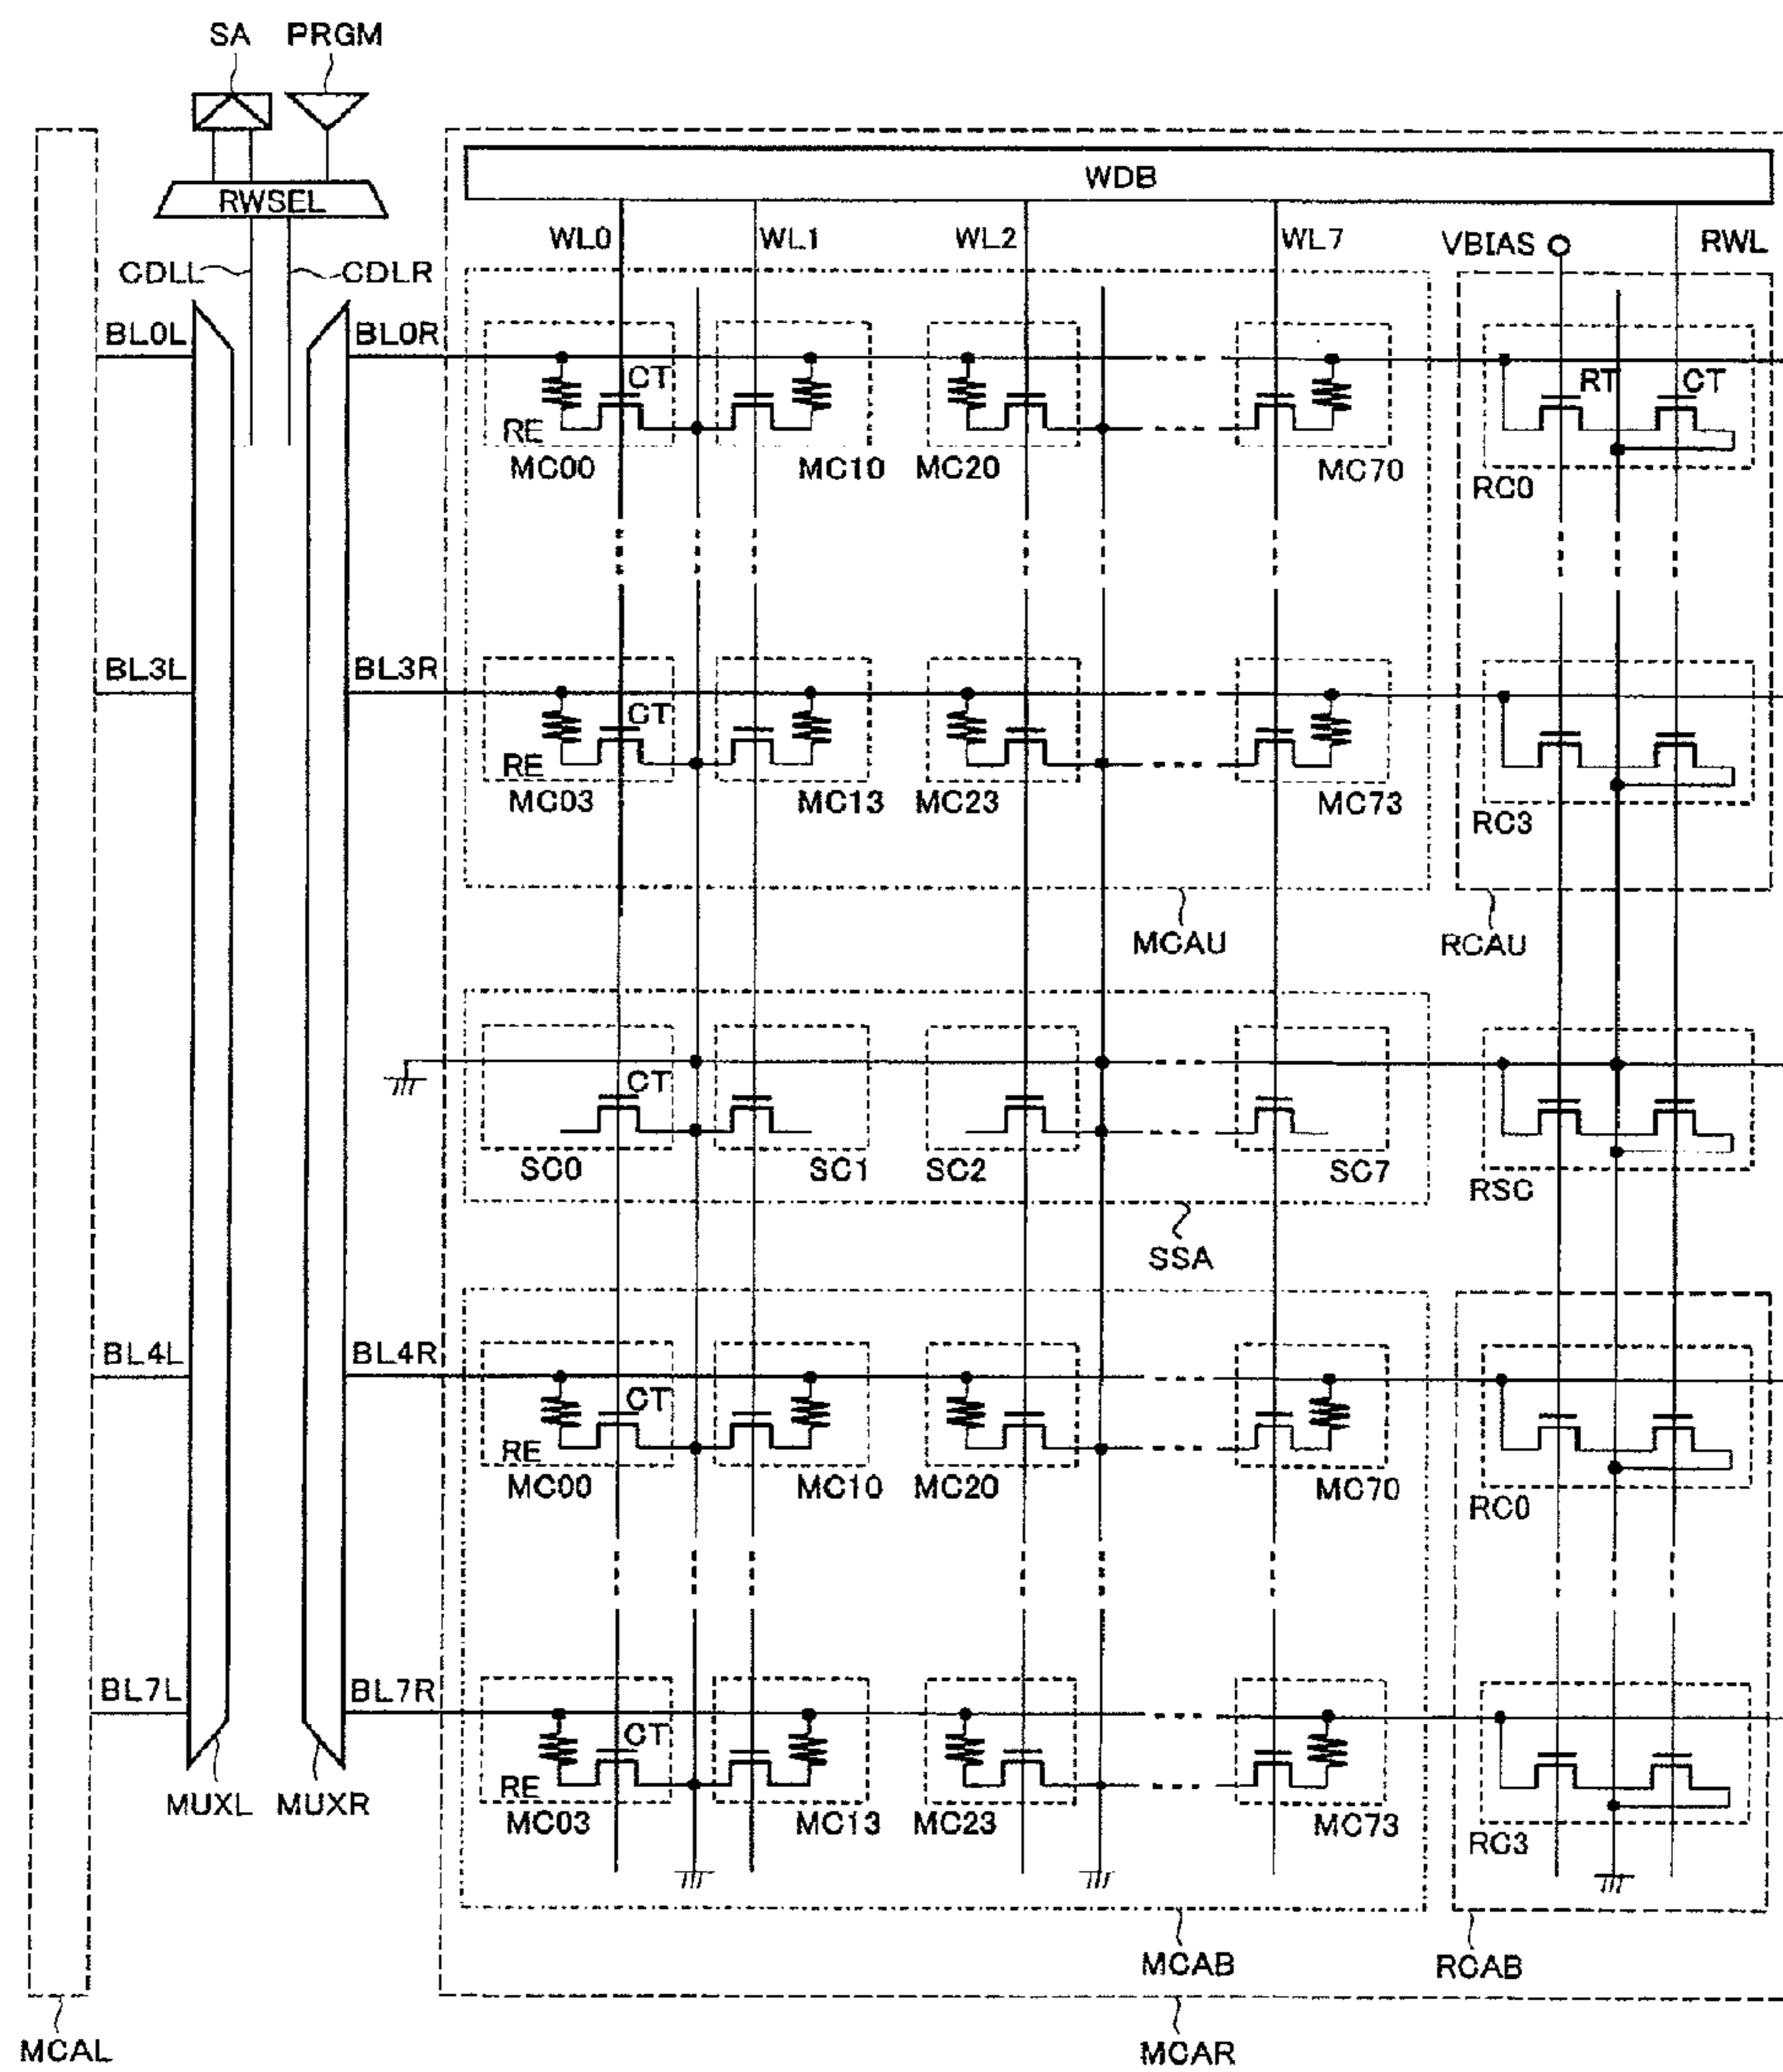 SA PRGM
WDB
RWSEL
WL0 WL1 WL2 WL7 VBIAS RWL
CDLL CDLR
BL0L BL0R
CT RT CT
RE
MC00 MC10 MC20 MC70 RC0
BL3L BL3R
CT
RE
MC03 MC13 MC23 MC73 RC3
MCAU RCAU
CT
SC0 SC1 SC2 SC7 RSC
SSA
BL4L BL4R
CT
RE
MC00 MC10 MC20 MC70 RC0
BL7L BL7R
CT
RE
MUXL MUXR MC03 MC13 MC23 MC73 RC3
MCAB RCAB
MCAL MCAR